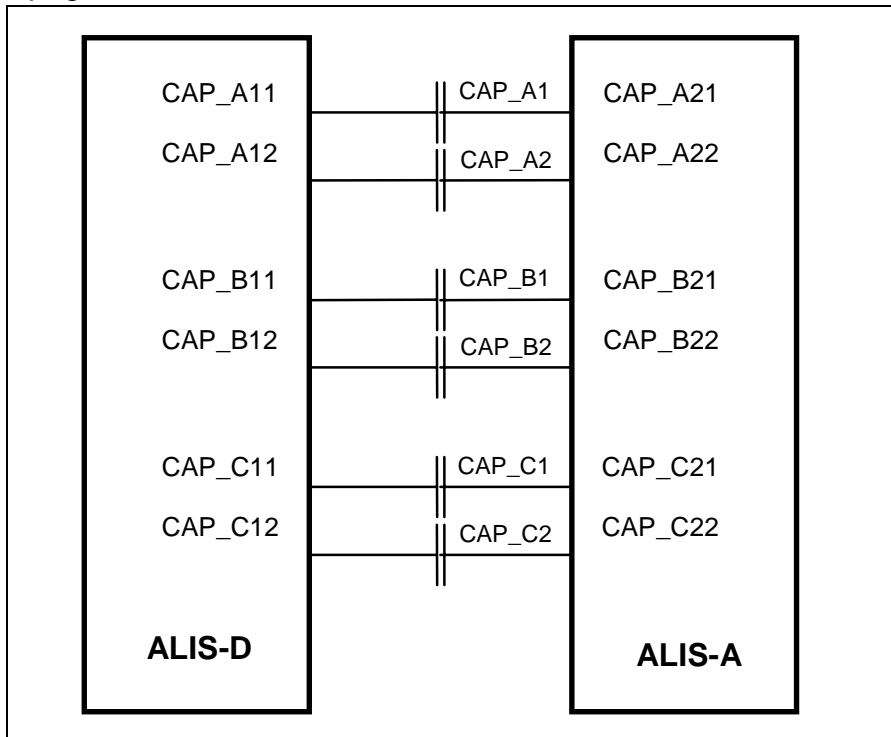 CAP_A11 CAP_A1 CAP_A21
CAP_A12 CAP_A2 CAP_A22
CAP_B11 CAP_B1 CAP_B21
CAP_B12 CAP_B2 CAP_B22
CAP_C11 CAP_C1 CAP_C21
CAP_C12 CAP_C2 CAP_C22
ALIS-D ALIS-A